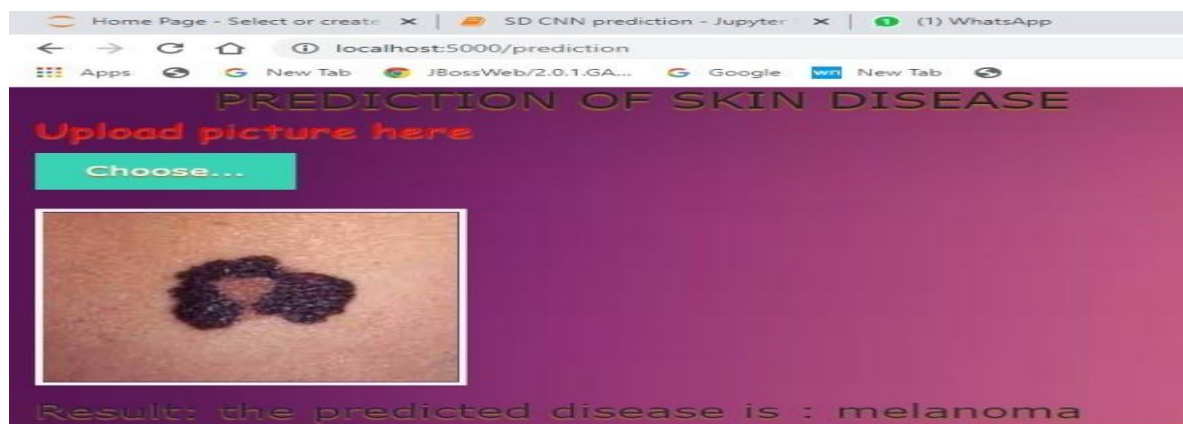 Home Page - Select or create SD CNN prediction - Jupyter (1) WhatsApp
localhost:5000/prediction
Apps New Tab JBossWeb/2.0.1.GA... Google wn New Tab
PREDICTION OF SKIN DISEASE
Upload picture here
Choose...
Result: the predicted disease is : melanoma